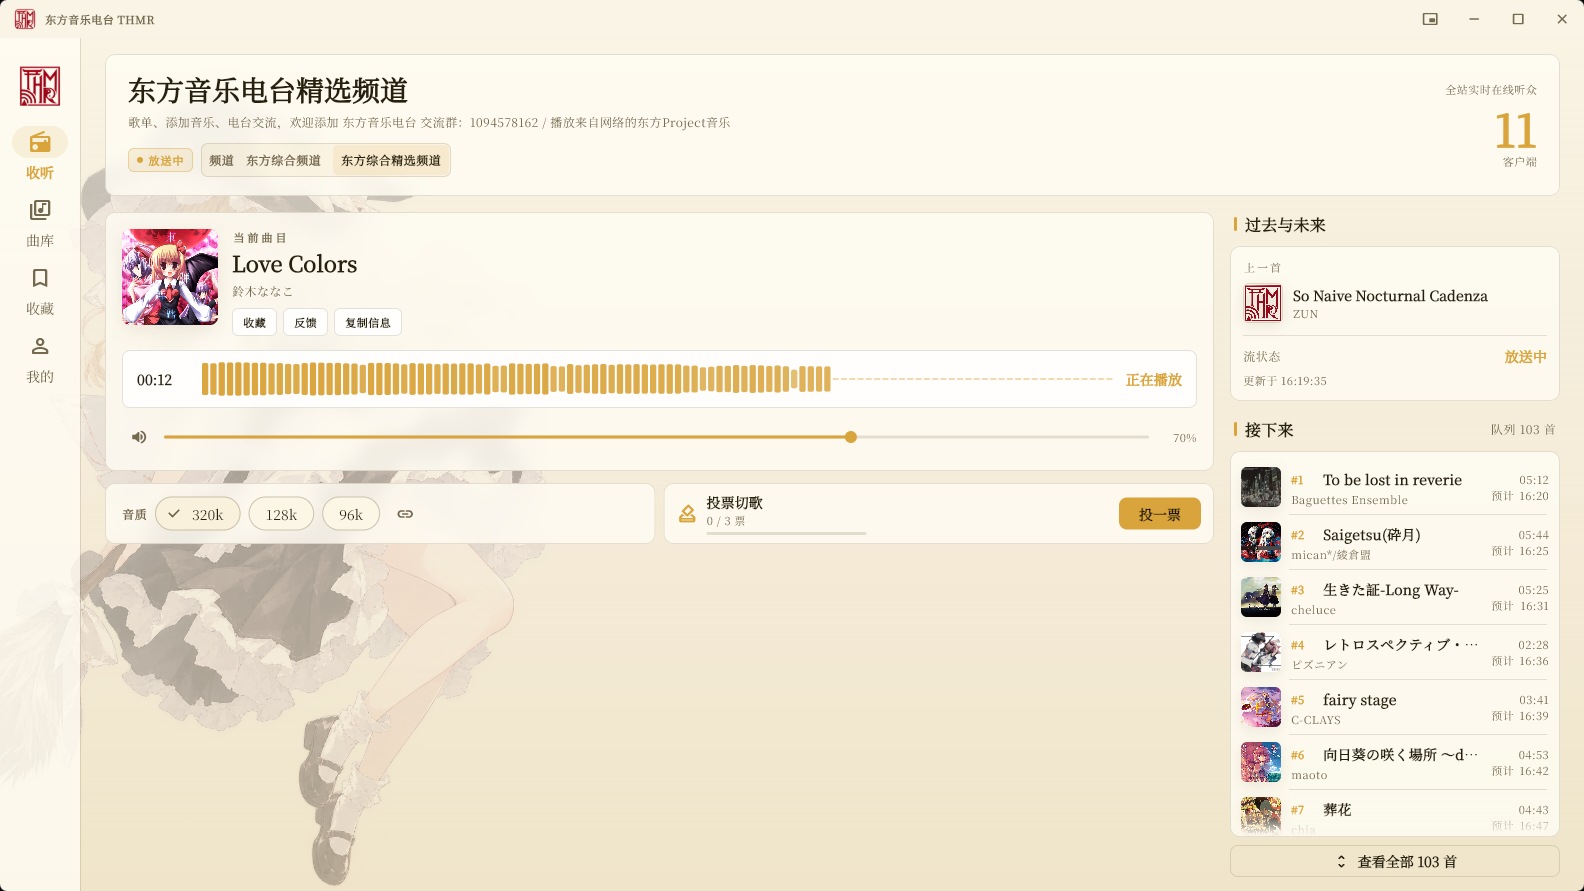 东方音乐电台 THMR
收听
曲库
收藏
我的
东方音乐电台精选频道
歌单、添加音乐、电台交流，欢迎添加 东方音乐电台 交流群：1094578162 / 播放来自网络的东方Project音乐
放送中
频道 东方综合频道 东方综合精选频道
全站实时在线听众
11
客户端
当前曲目
Love Colors
鈴木ななこ
收藏 反馈 复制信息
00:12
正在播放
70%
音质 320k 128k 96k
投票切歌
0 / 3 票
投一票
过去与未来
上一首
So Naive Nocturnal Cadenza
ZUN
流状态 放送中
更新于 16:19:35
接下来 队列 103 首
#1 To be lost in reverie 05:12
Baguettes Ensemble 预计 16:20
#2 Saigetsu(砕月) 05:44
mican*/綾倉盟 预计 16:25
#3 生きた証-Long Way- 05:25
cheluce 预计 16:31
#4 レトロスペクティブ・… 02:28
ビズニアン 预计 16:36
#5 fairy stage 03:41
C-CLAYS 预计 16:39
#6 向日葵の咲く場所 〜d… 04:53
maoto 预计 16:42
#7 葬花 04:43
chia 预计 16:47
查看全部 103 首